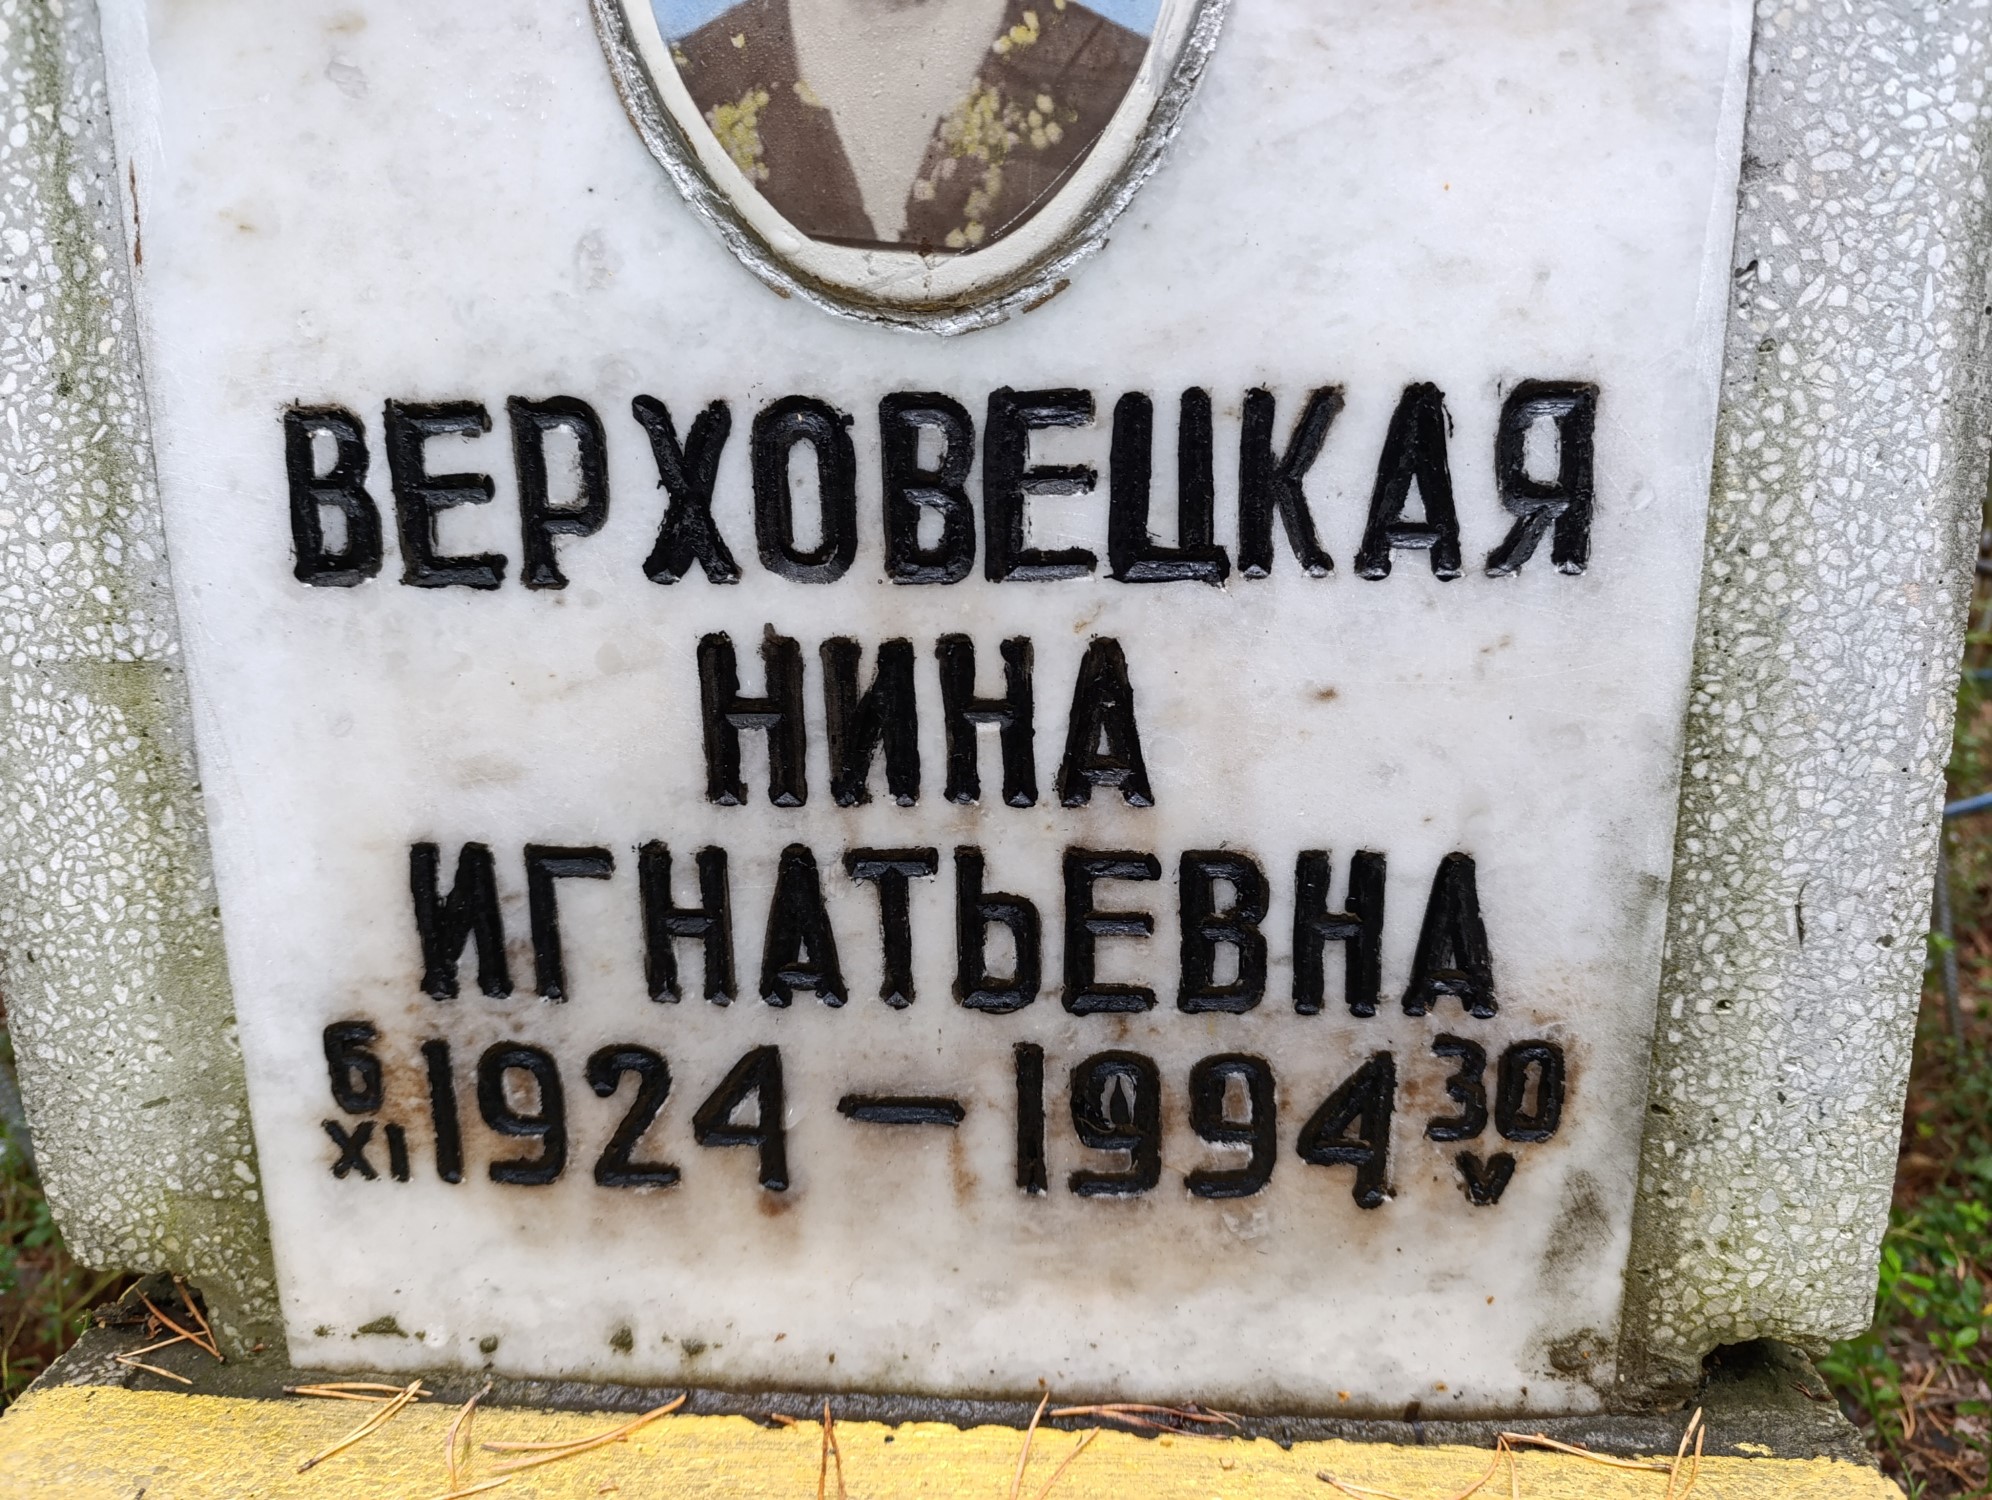 ВЕРХОВЕЦКАЯ
НИНА
ИГНАТЬЕВНА
6 XI 1924 — 1994 30 V